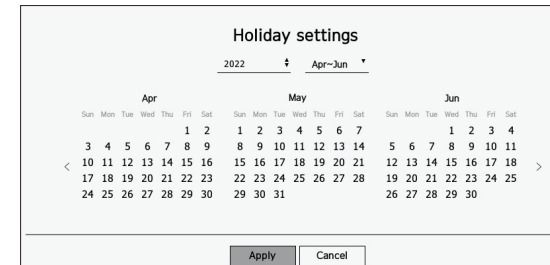 Holiday settings
2022 Apr~Jun
Apr
Sun Mon Tue Wed Thu Fri Sat
1 2
3 4 5 6 7 8 9
10 11 12 13 14 15 16
17 18 19 20 21 22 23
24 25 26 27 28 29 30
May
Sun Mon Tue Wed Thu Fri Sat
1 2 3 4 5 6 7
8 9 10 11 12 13 14
15 16 17 18 19 20 21
22 23 24 25 26 27 28
29 30 31
Jun
Sun Mon Tue Wed Thu Fri Sat
1 2 3 4
5 6 7 8 9 10 11
12 13 14 15 16 17 18
19 20 21 22 23 24 25
26 27 28 29 30
Apply Cancel